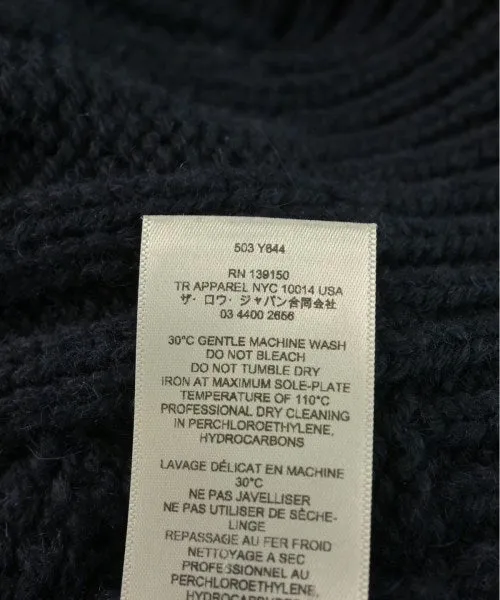 503 Y644
RN 139150
TR APPAREL NYC 10014 USA
ザ・ロウ・ジャパン合同会社
03 4400 2656
30°C GENTLE MACHINE WASH
DO NOT BLEACH
DO NOT TUMBLE DRY
IRON AT MAXIMUM SOLE-PLATE
TEMPERATURE OF 110°C
PROFESSIONAL DRY CLEANING
IN PERCHLOROETHYLENE,
HYDROCARBONS
LAVAGE DÉLICAT EN MACHINE
30°C
NE PAS JAVELLISER
NE PAS UTILISER DE SÈCHE-
LINGE
REPASSAGE AU FER FROID
NETTOYAGE A SEC
PROFESSIONNEL AU
PERCHLOROETHYLENE,